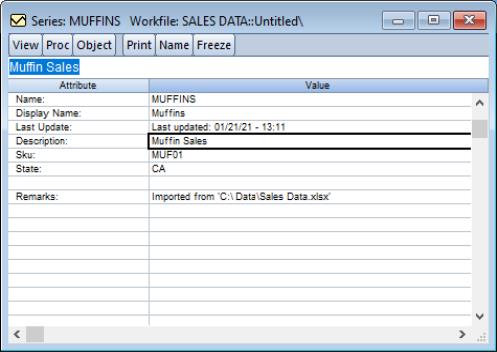 Series: MUFFINS Workfile: SALES DATA::Untitled\
View Proc Object Print Name Freeze
Muffin Sales
Attribute Value
Name: MUFFINS
Display Name: Muffins
Last Update: Last updated: 01/21/21 - 13:11
Description: Muffin Sales
Sku: MUF01
State: CA
Remarks: Imported from 'C:\ Data\Sales Data.xlsx'